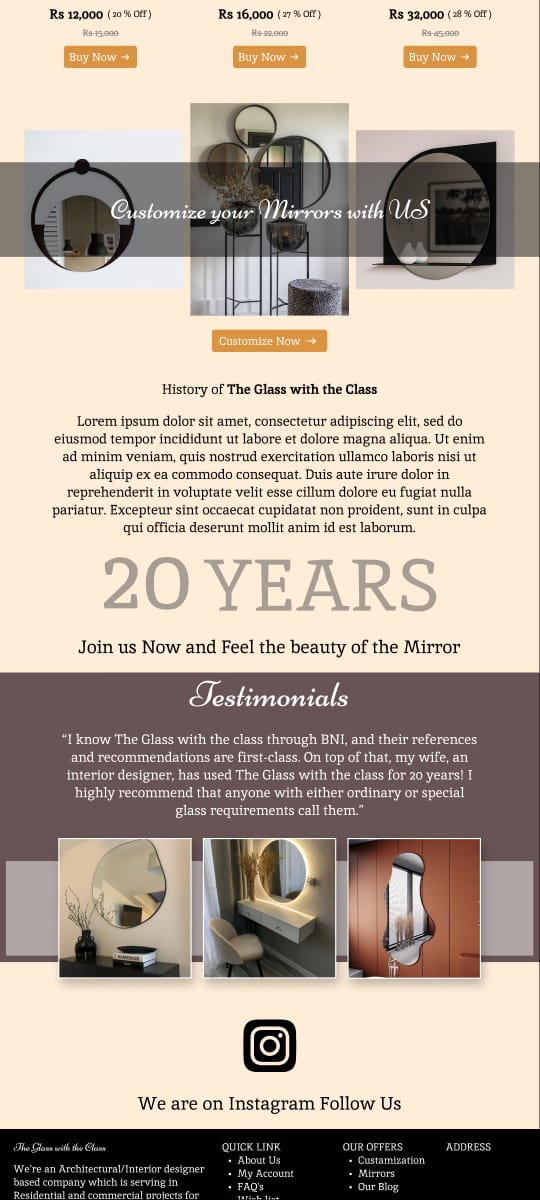 Rs 12,000 ( 20 % Off )
Rs 16,000 ( 27 % Off )
Rs 32,000 ( 28 % Off )
Rs 15,000
Rs 22,000
Rs 45,000
Buy Now →
Buy Now →
Buy Now →
Customize your Mirrors with US
Customize Now →
History of The Glass with the Class
Lorem ipsum dolor sit amet, consectetur adipiscing elit, sed do
eiusmod tempor incididunt ut labore et dolore magna aliqua. Ut enim
ad minim veniam, quis nostrud exercitation ullamco laboris nisi ut
aliquip ex ea commodo consequat. Duis aute irure dolor in
reprehenderit in voluptate velit esse cillum dolore eu fugiat nulla
pariatur. Excepteur sint occaecat cupidatat non proident, sunt in culpa
qui officia deserunt mollit anim id est laborum.
20 YEARS
Join us Now and Feel the beauty of the Mirror
Testimonials
“I know The Glass with the class through BNI, and their references
and recommendations are first-class. On top of that, my wife, an
interior designer, has used The Glass with the class for 20 years! I
highly recommend that anyone with either ordinary or special
glass requirements call them.”
We are on Instagram Follow Us
The Glass with the Class
We're an Architectural/Interior designer
based company which is serving in
Residential and commercial projects for
QUICK LINK
• About Us
• My Account
• FAQ's
• Wish list
OUR OFFERS
• Custamization
• Mirrors
• Our Blog
ADDRESS